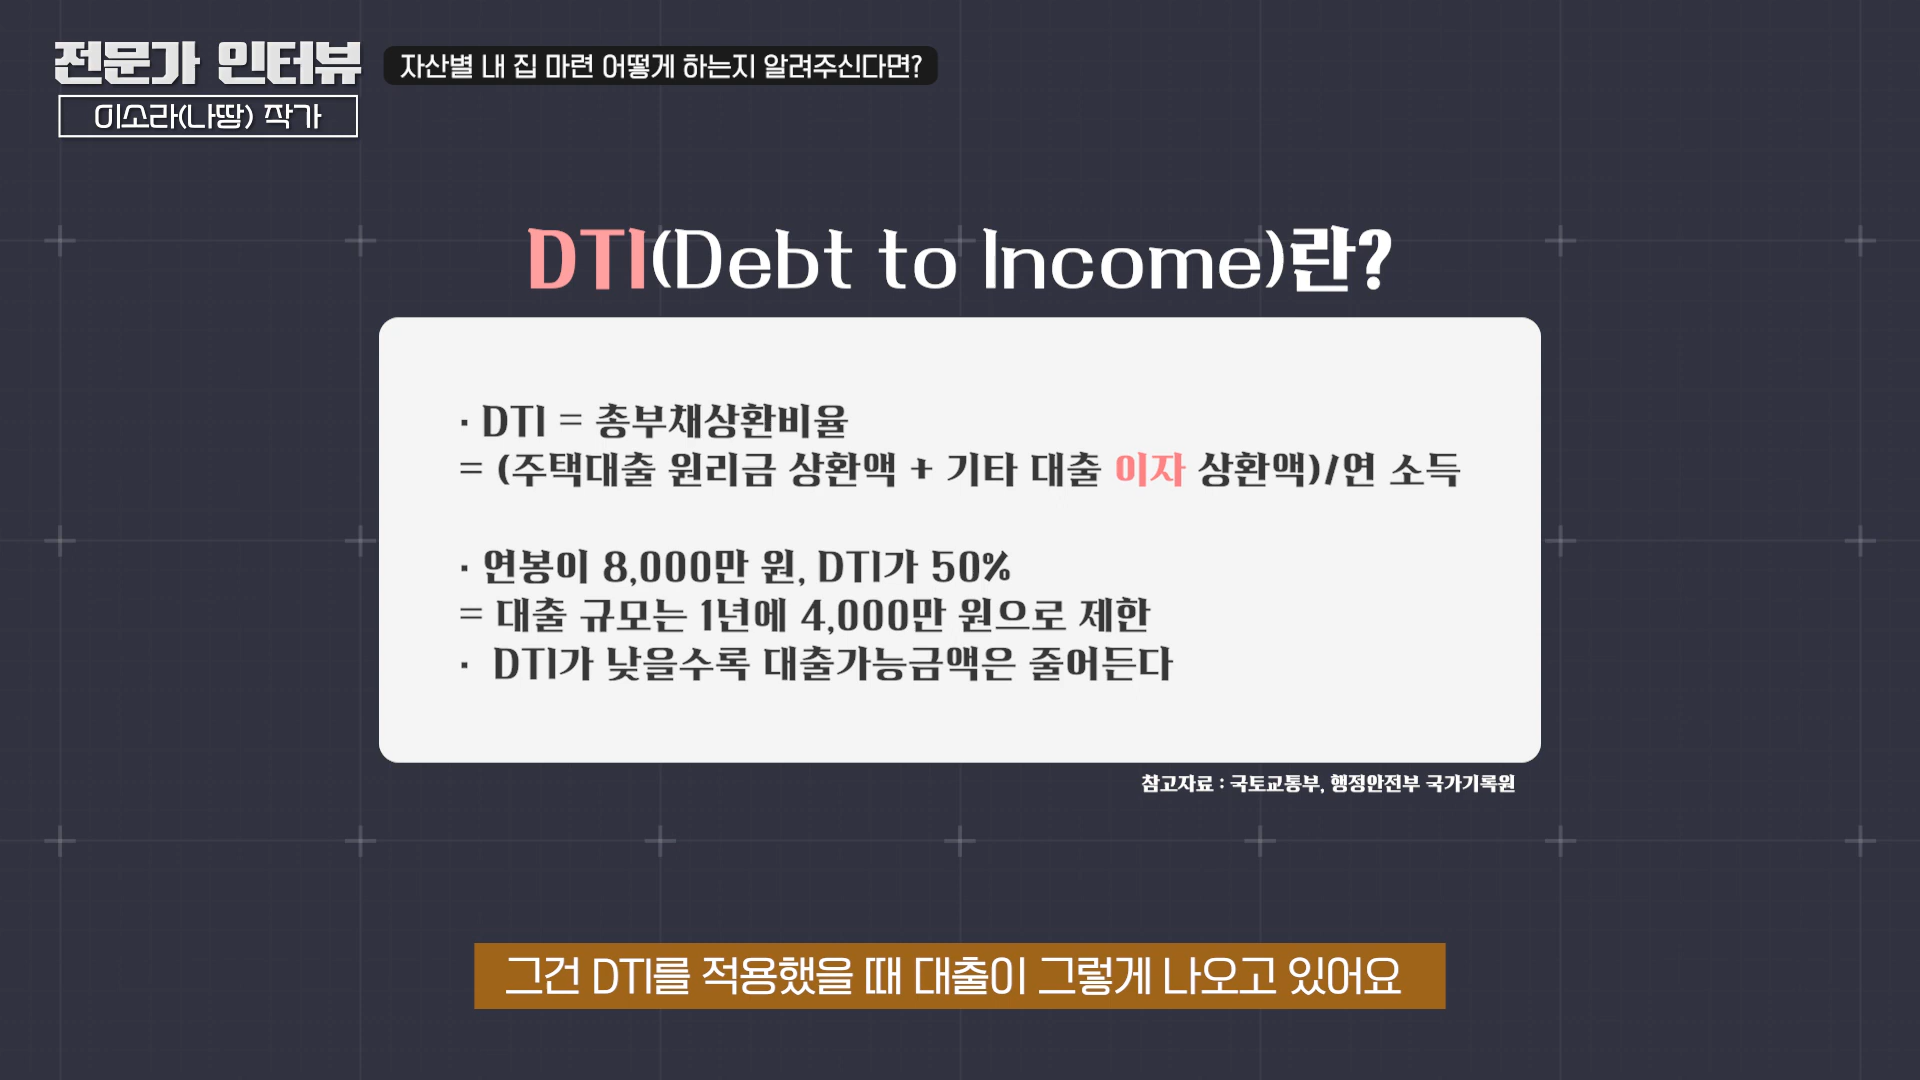 전문가 인터뷰
자산별 내 집 마련 어떻게 하는지 알려주신다면?
이소라(나땅) 작가
DTI(Debt to Income)란?
· DTI = 총부채상환비율
= (주택대출 원리금 상환액 + 기타 대출 이자 상환액)/연 소득
· 연봉이 8,000만 원, DTI가 50%
= 대출 규모는 1년에 4,000만 원으로 제한
· DTI가 낮을수록 대출가능금액은 줄어든다
참고자료 : 국토교통부, 행정안전부 국가기록원
그건 DTI를 적용했을 때 대출이 그렇게 나오고 있어요